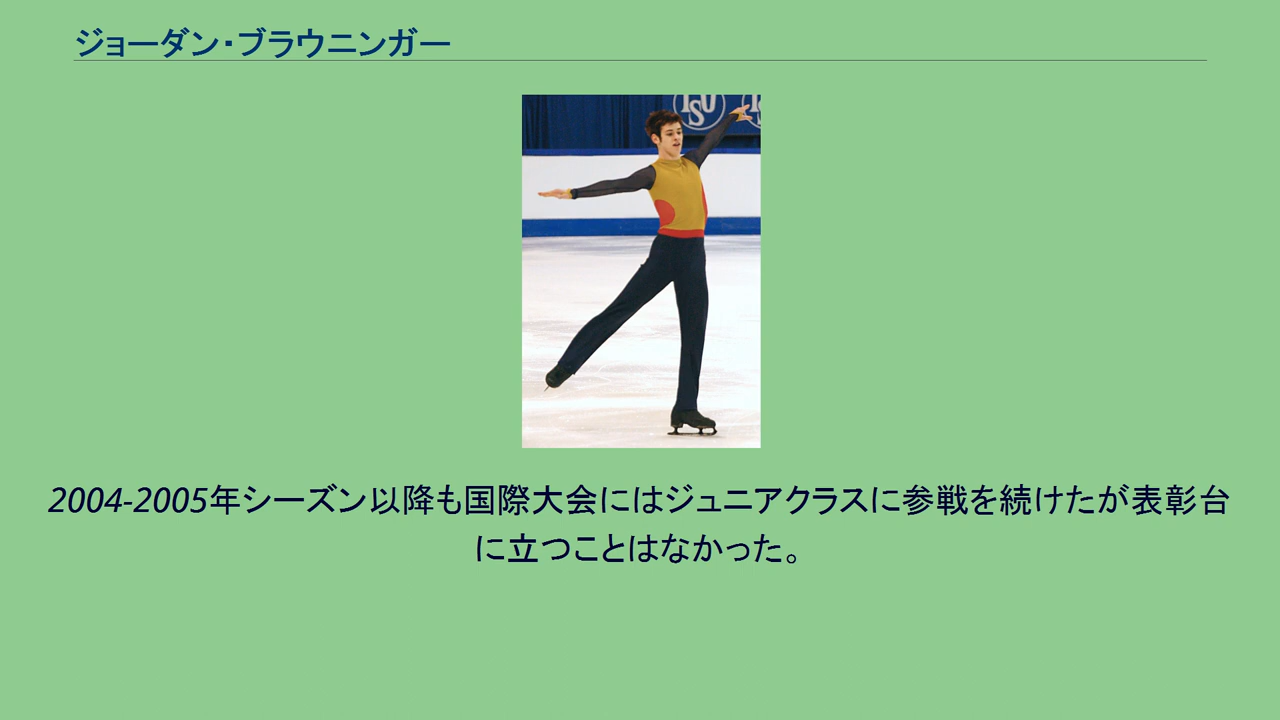 ジョーダン・ブラウニンガー
ISU
2004-2005年シーズン以降も国際大会にはジュニアクラスに参戦を続けたが表彰台
に立つことはなかった。